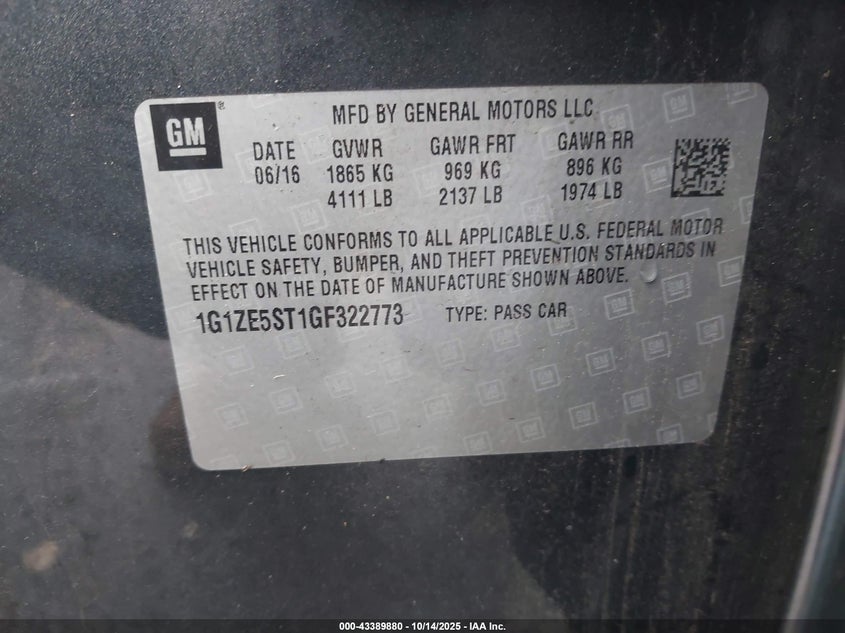 GM®
MFD BY GENERAL MOTORS LLC
DATE GVWR GAWR FRT GAWR RR
06/16 1865 KG 969 KG 896 KG
4111 LB 2137 LB 1974 LB
THIS VEHICLE CONFORMS TO ALL APPLICABLE U.S. FEDERAL MOTOR
VEHICLE SAFETY, BUMPER, AND THEFT PREVENTION STANDARDS IN
EFFECT ON THE DATE OF MANUFACTURE SHOWN ABOVE.
1G1ZE5ST1GF322773 TYPE: PASS CAR
000-43389880 - 10/14/2025 - IAA Inc.